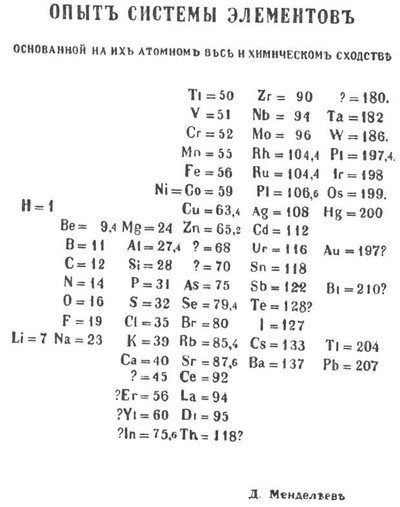 ОПЫТЪ СИСТЕМЫ ЭЛЕМЕНТОВЪ
ОСНОВАННОЙ НА ИХЪ АТОМНОМЪ ВѢСѢ И ХИМИЧЕСКОМЪ СХОДСТВѢ
Ti = 50 Zr = 90 ? = 180.
V = 51 Nb = 94 Ta = 182
Cr = 52 Mo = 96 W = 186.
Mn = 55 Rh = 104,4 Pt = 197,4.
Fe = 56 Ru = 104,4 Ir = 198
Ni = Co = 59 Pl = 106,6 Os = 199.
H = 1 Cu = 63,4 Ag = 108 Hg = 200
Be = 9,4 Mg = 24 Zn = 65,2 Cd = 112
B = 11 Al = 27,4 ? = 68 Ur = 116 Au = 197?
C = 12 Si = 28 ? = 70 Sn = 118
N = 14 P = 31 As = 75 Sb = 122 Bi = 210?
O = 16 S = 32 Se = 79,4 Te = 128?
F = 19 Cl = 35 Br = 80 I = 127
Li = 7 Na = 23 K = 39 Rb = 85,4 Cs = 133 Tl = 204
Ca = 40 Sr = 87,6 Ba = 137 Pb = 207
? = 45 Ce = 92
?Er = 56 La = 94
?Yt = 60 Di = 95
?In = 75,6 Th = 118?
Д. Менделѣевъ